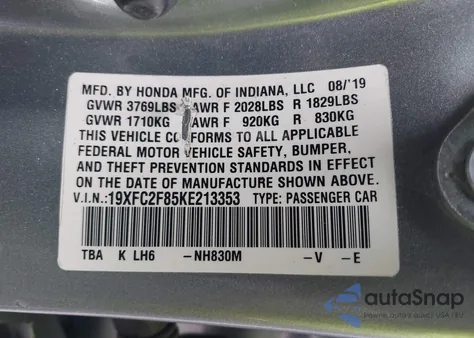 MFD. BY HONDA MFG. OF INDIANA, LLC 08/'19
GVWR 3769LBS GAWR F 2028LBS R 1829LBS
GVWR 1710KG GAWR F 920KG R 830KG
THIS VEHICLE CONFORMS TO ALL APPLICABLE
FEDERAL MOTOR VEHICLE SAFETY, BUMPER,
AND THEFT PREVENTION STANDARDS IN EFFECT
ON THE DATE OF MANUFACTURE SHOWN ABOVE.
V.I.N.: 19XFC2F85KE213353 TYPE: PASSENGER CAR
TBA K LH6 -NH830M -V -E
autoSnap